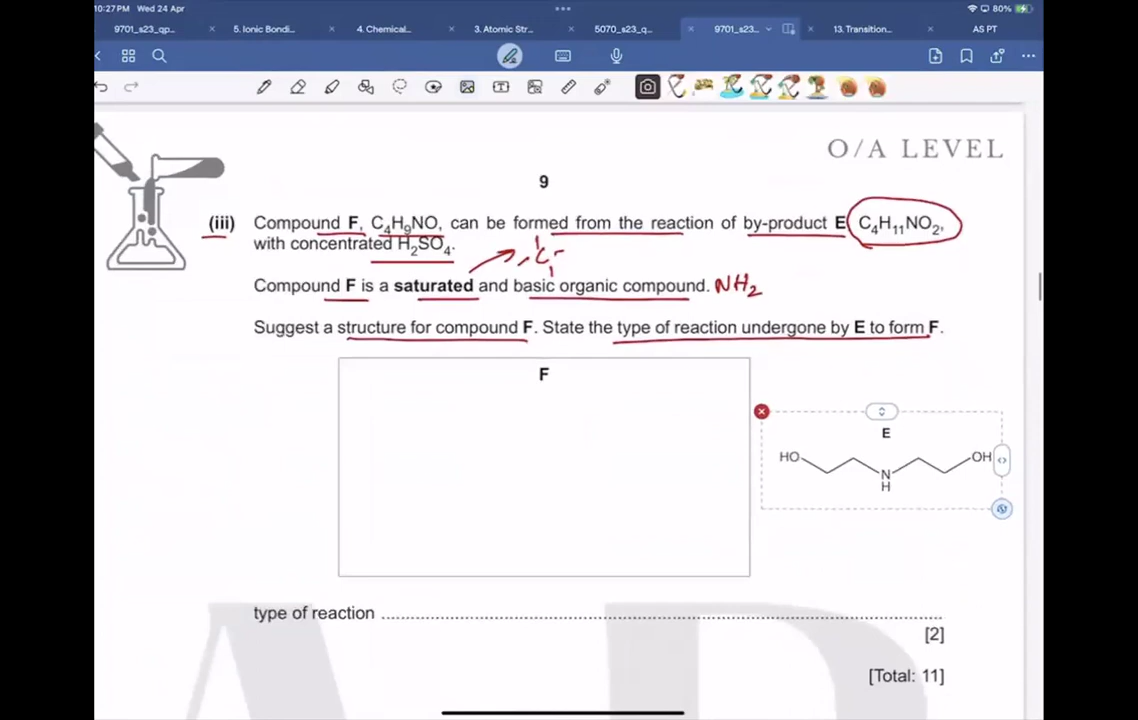 10:27PM Wed 24 Apr
80%
9701_s23_qp...
5. Ionic Bondi...
4. Chemical...
3. Atomic Str...
5070_s23_q...
9701_s23...
13. Transition...
AS PT
O/A LEVEL
9
(iii) Compound F, C₄H₉NO, can be formed from the reaction of by-product E C₄H₁₁NO₂,
with concentrated H₂SO₄.
C
Compound F is a saturated and basic organic compound. NH₂
Suggest a structure for compound F. State the type of reaction undergone by E to form F.
F
E
HO
OH
N
H
type of reaction ................................................................
[2]
[Total: 11]